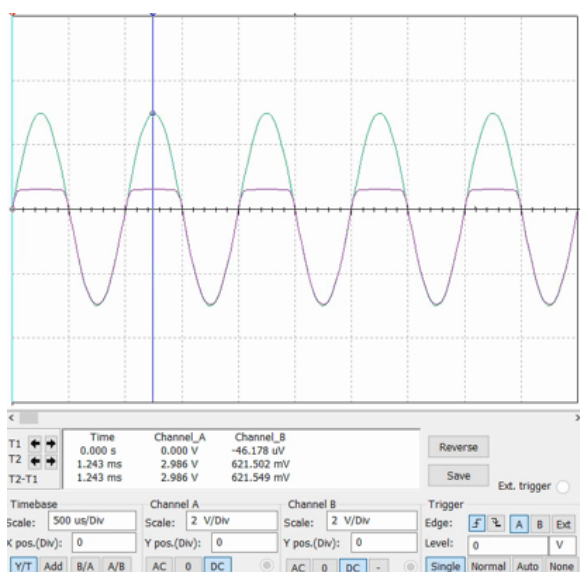 Time Channel_A Channel_B
T1 0.000 s 0.000 V -46.178 uV
T2 1.243 ms 2.986 V 621.502 mV
T2-T1 1.243 ms 2.986 V 621.549 mV
Reverse
Save
Ext. trigger
Timebase
Scale: 500 us/Div
X pos.(Div): 0
Y/T Add B/A A/B
Channel A
Scale: 2 V/Div
Y pos.(Div): 0
AC 0 DC
Channel B
Scale: 2 V/Div
Y pos.(Div): 0
AC 0 DC -
Trigger
Edge: A B Ext
Level: 0 V
Single Normal Auto None